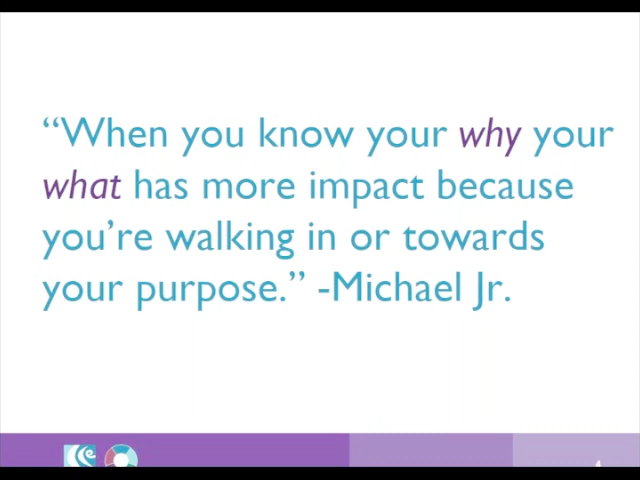 “When you know your why your
what has more impact because
you’re walking in or towards
your purpose.” -Michael Jr.